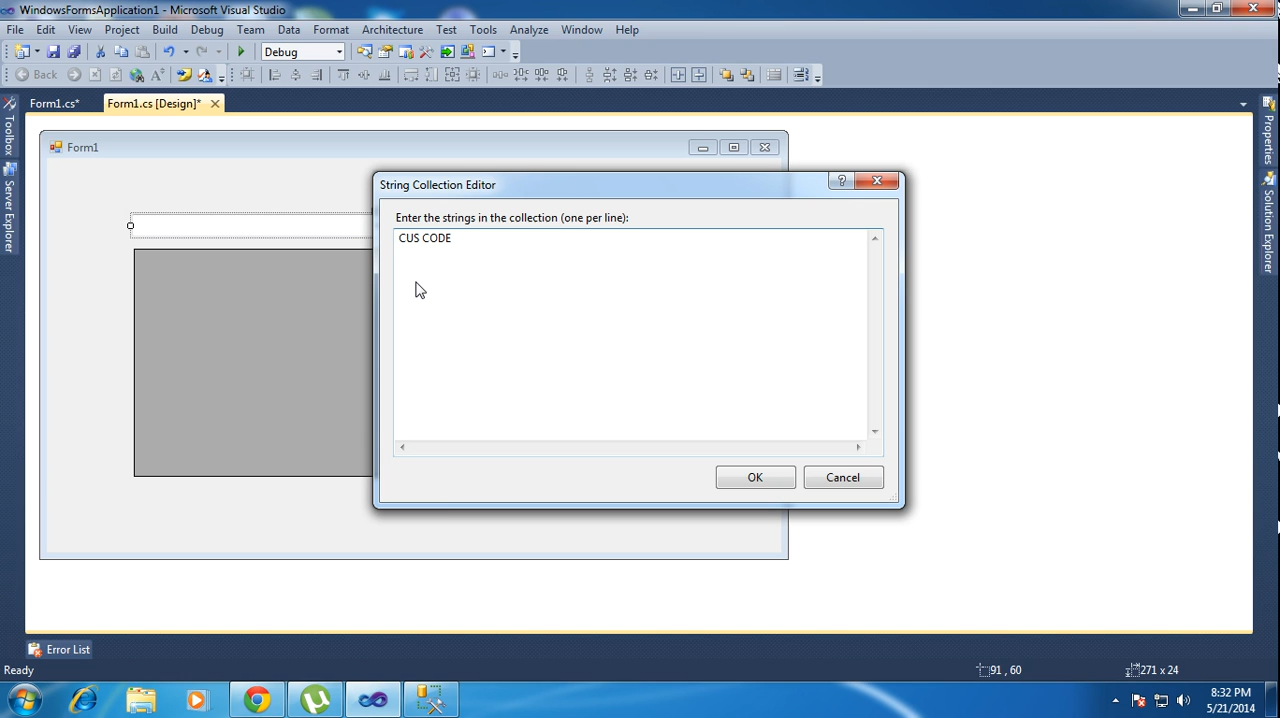 WindowsFormsApplication1 - Microsoft Visual Studio
File Edit View Project Build Debug Team Data Format Tools Architecture Test Tools Analyze Window Help
Debug
Back
Form1.cs* Form1.cs [Design]*
Toolbox
Server Explorer
Properties
Solution Explorer
Form1
String Collection Editor
Enter the strings in the collection (one per line):
CUS CODE
OK Cancel
Error List
Ready 91 , 60 271 x 24
8:32 PM
5/21/2014